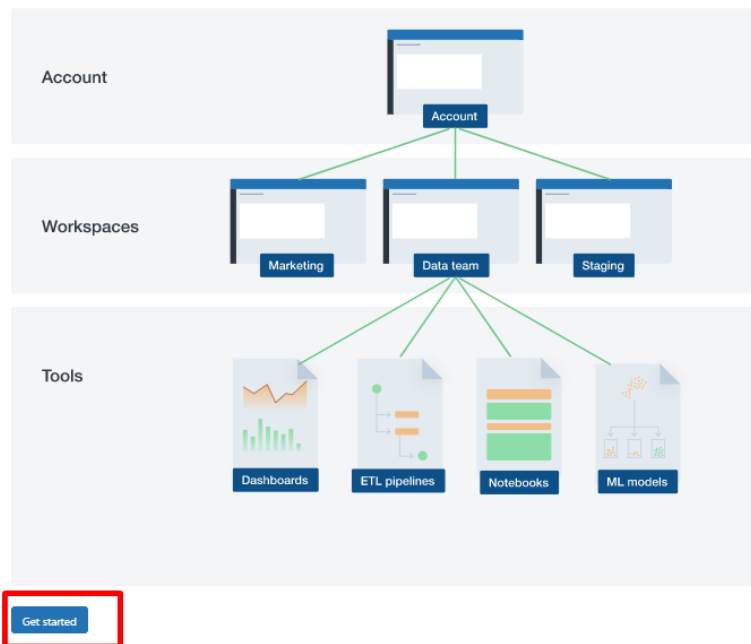 Account
Account
Workspaces
Marketing
Data team
Staging
Tools
Dashboards
ETL pipelines
Notebooks
ML models
Get started